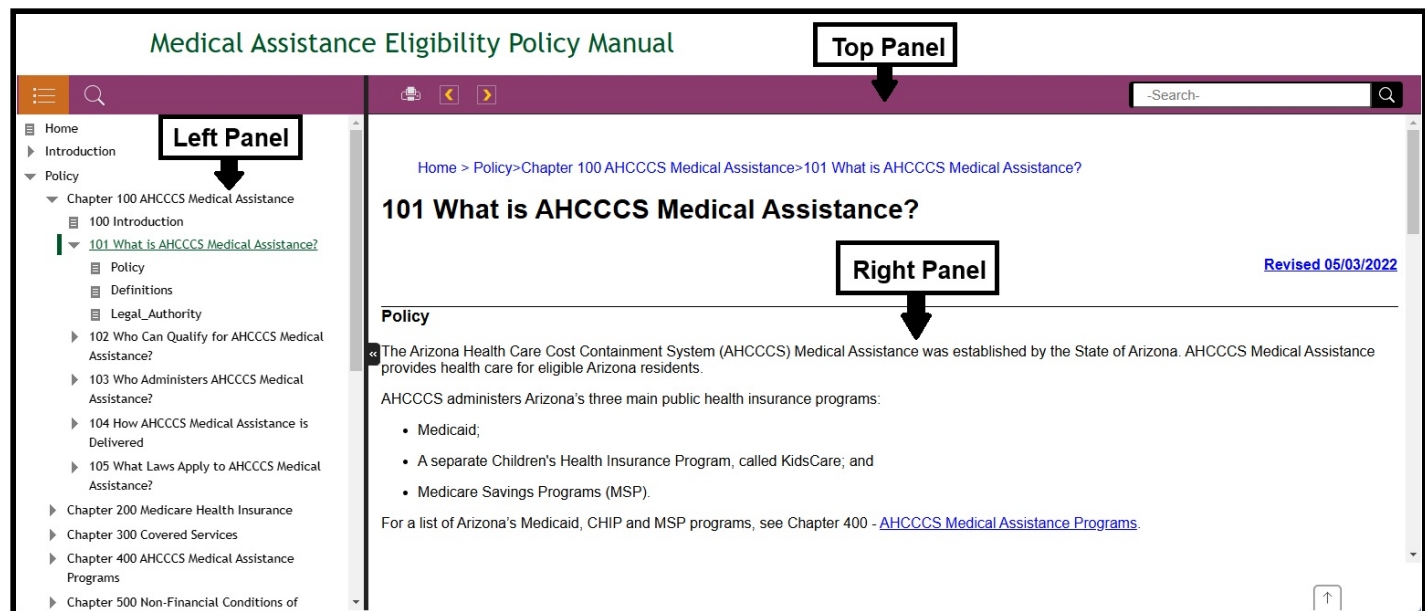 Medical Assistance Eligibility Policy Manual
Top Panel
-Search-
Left Panel
Home
Introduction
Policy
Chapter 100 AHCCCS Medical Assistance
100 Introduction
101 What is AHCCCS Medical Assistance?
Policy
Definitions
Legal_Authority
102 Who Can Qualify for AHCCCS Medical
Assistance?
103 Who Administers AHCCCS Medical
Assistance?
104 How AHCCCS Medical Assistance is
Delivered
105 What Laws Apply to AHCCCS Medical
Assistance?
Chapter 200 Medicare Health Insurance
Chapter 300 Covered Services
Chapter 400 AHCCCS Medical Assistance
Programs
Chapter 500 Non-Financial Conditions of
Home > Policy>Chapter 100 AHCCCS Medical Assistance>101 What is AHCCCS Medical Assistance?
101 What is AHCCCS Medical Assistance?
Right Panel
Revised 05/03/2022
Policy
The Arizona Health Care Cost Containment System (AHCCCS) Medical Assistance was established by the State of Arizona. AHCCCS Medical Assistance
provides health care for eligible Arizona residents.
AHCCCS administers Arizona's three main public health insurance programs:
• Medicaid;
• A separate Children's Health Insurance Program, called KidsCare; and
• Medicare Savings Programs (MSP).
For a list of Arizona's Medicaid, CHIP and MSP programs, see Chapter 400 - AHCCCS Medical Assistance Programs.